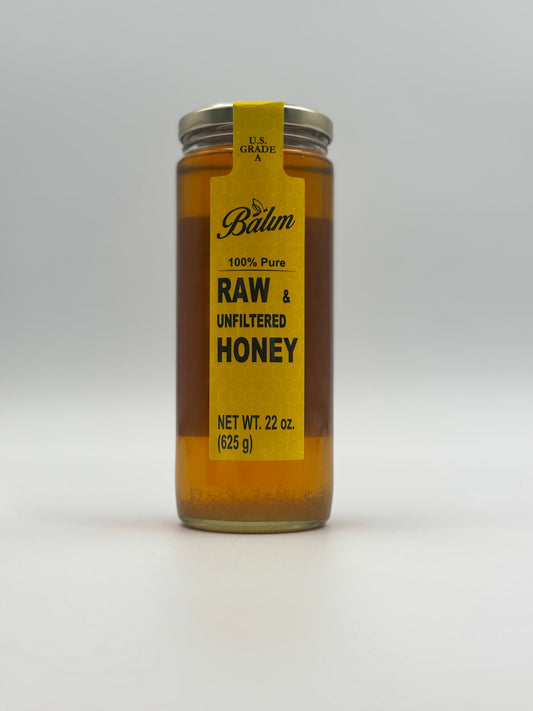 U.S.
GRADE
A
Balım
100% Pure
RAW &
UNFILTERED
HONEY
NET WT. 22 oz.
(625 g)